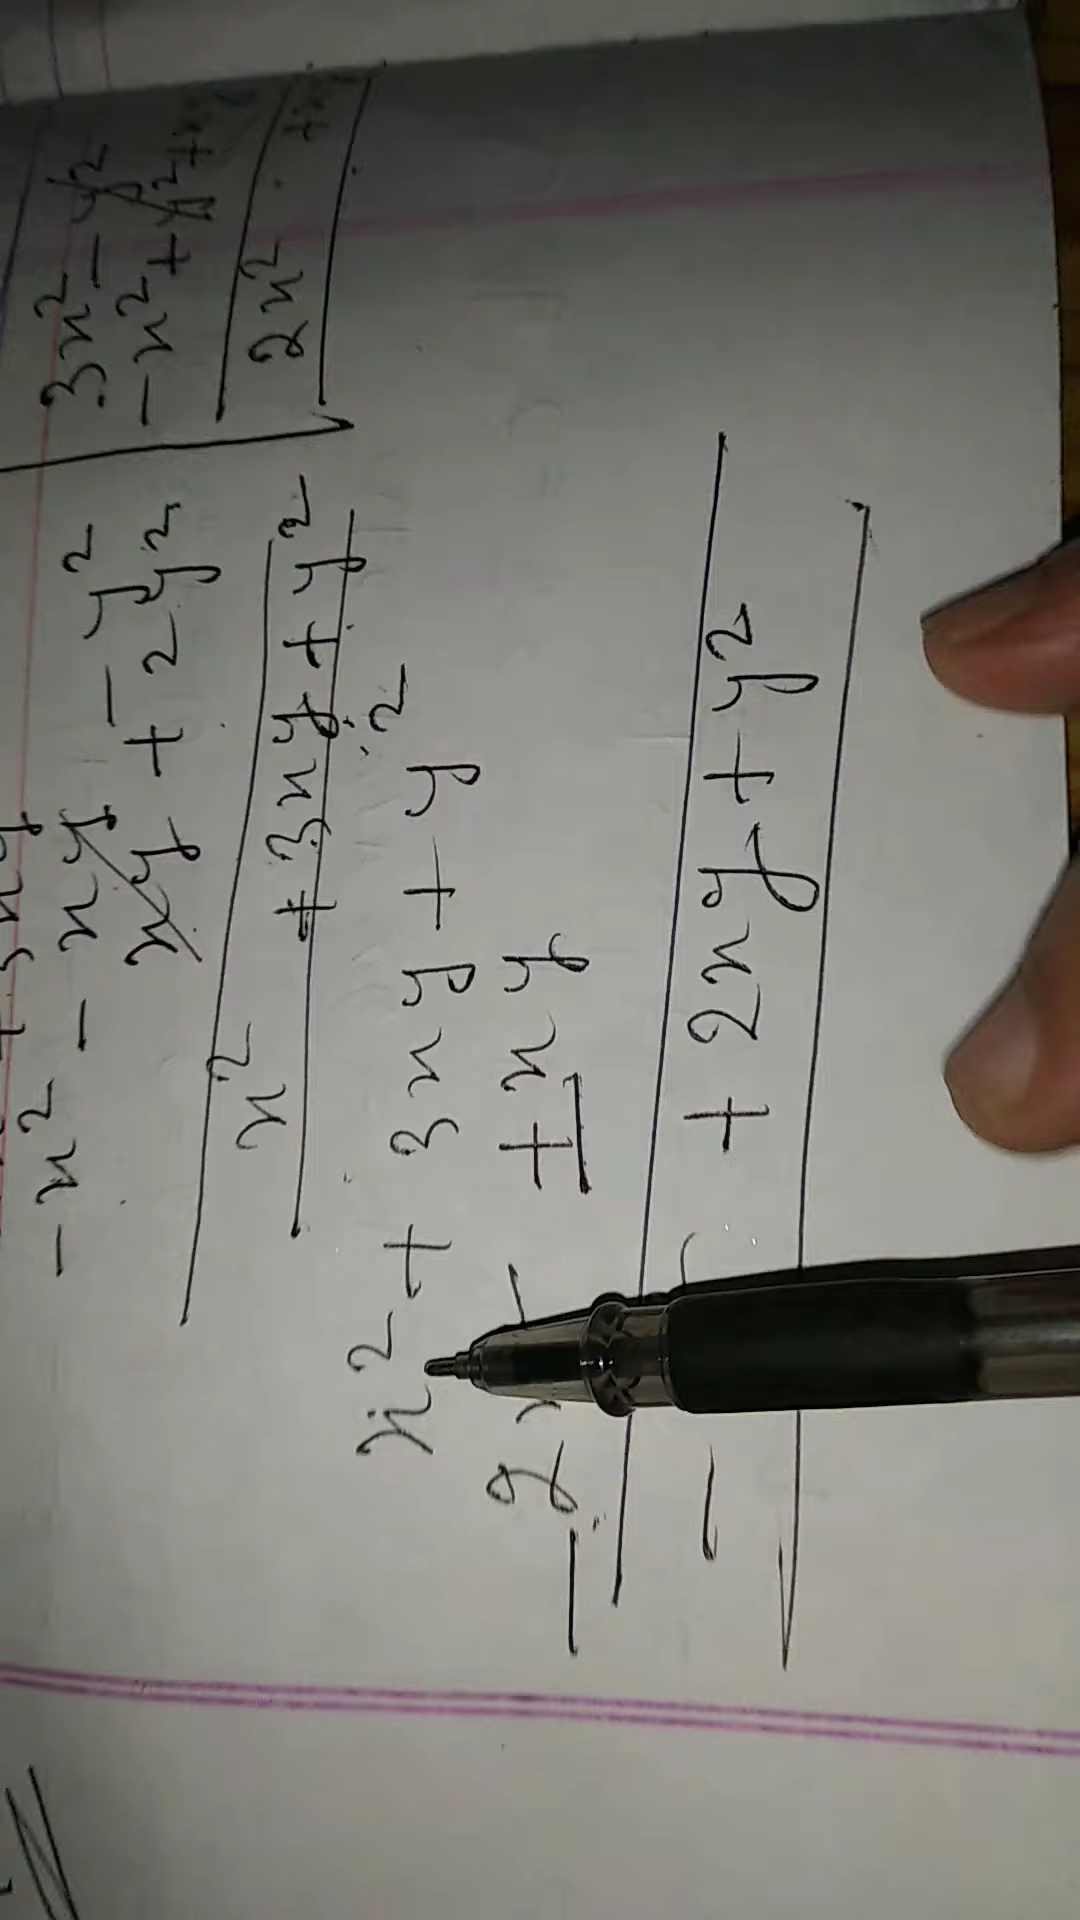 -x² - xy - y²
xy + 2y²
x² + 3xy + y²
x² + 3xy + y²
+ xy
- + 2xy + y²
3x² - y²
-x² + y² +
2x²